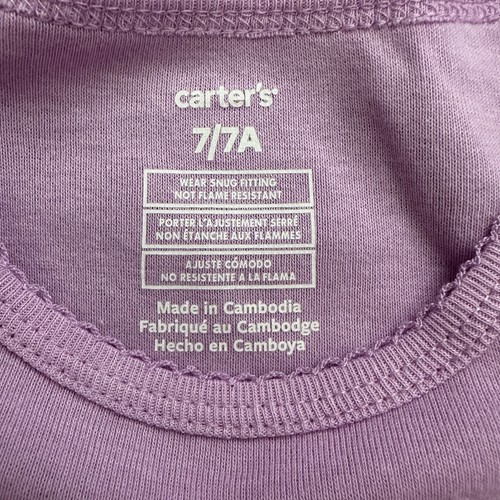 carter's
7/7A
WEAR SNUG FITTING
NOT FLAME RESISTANT
PORTER L'AJUSTEMENT SERRÉ
NON ÉTANCHE AUX FLAMMES
AJUSTE CÓMODO
NO RESISTENTE A LA FLAMA
Made in Cambodia
Fabriqué au Cambodge
Hecho en Camboya